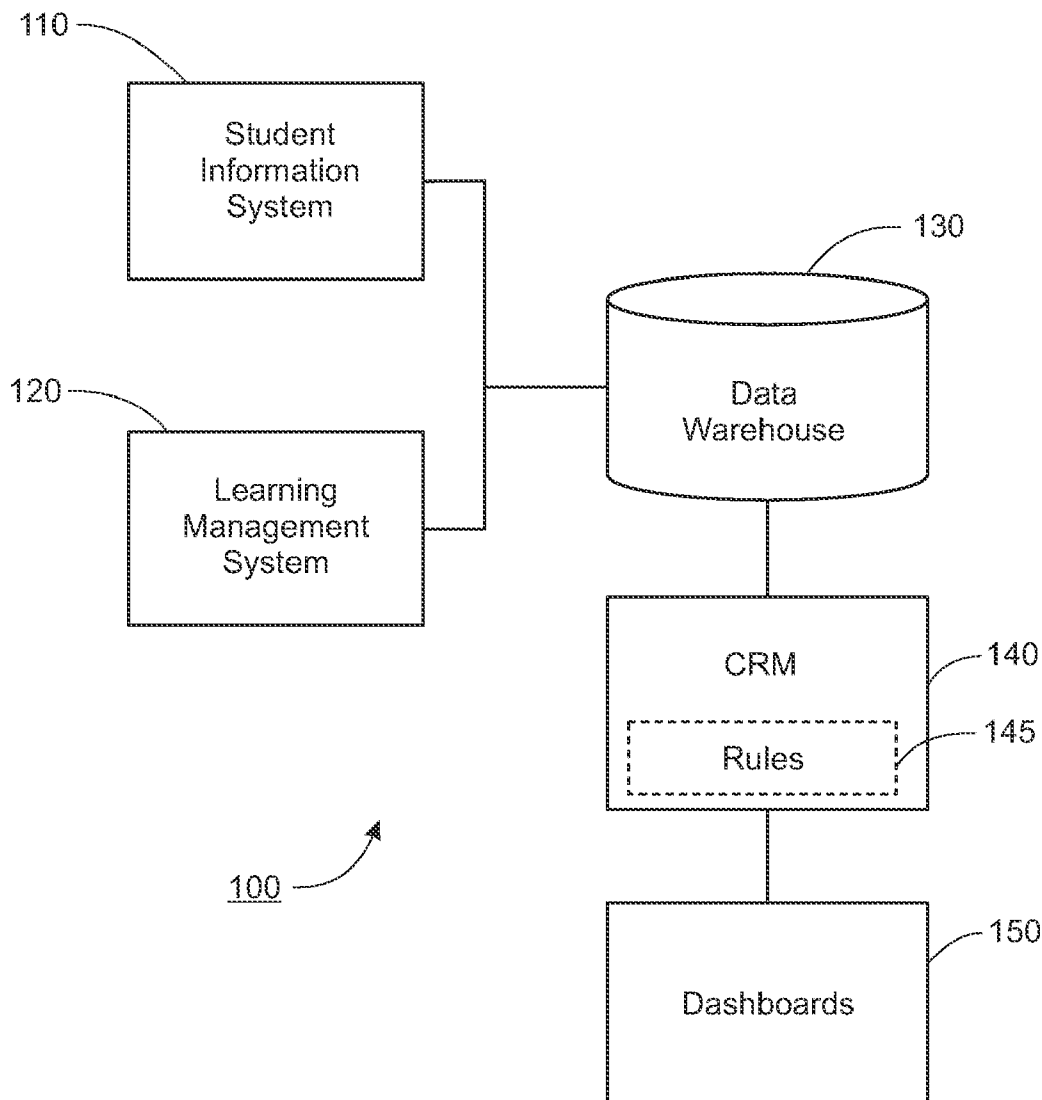 110
Student
Information
System
130
120
Data
Warehouse
Learning
Management
System
CRM
140
Rules
145
100
150
Dashboards